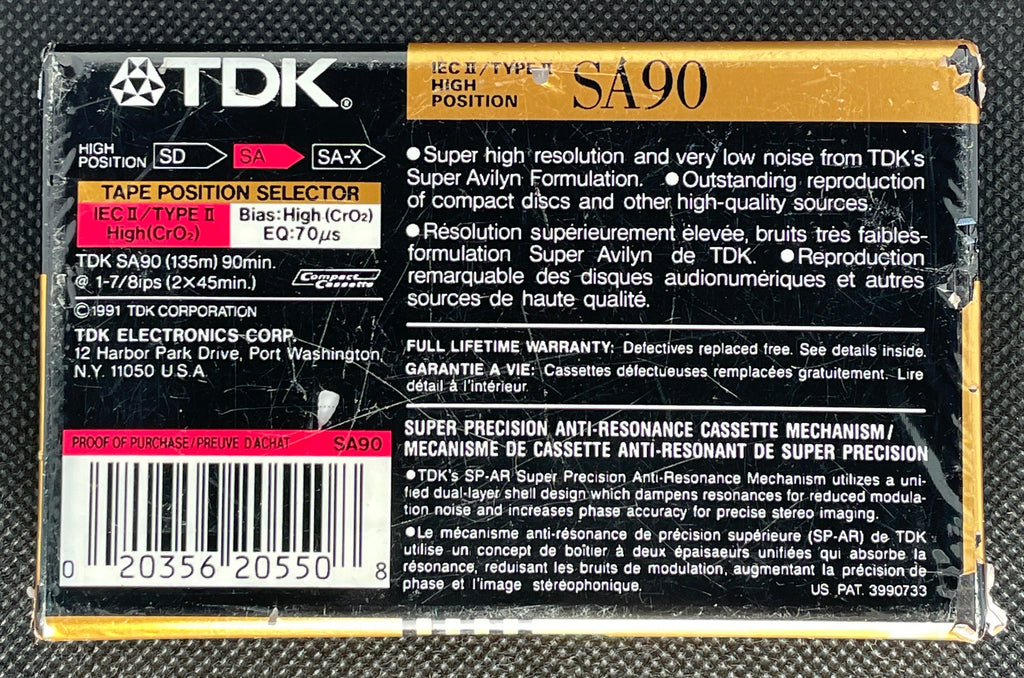 TDK®
IEC II/TYPE II
HIGH
POSITION
SA90
HIGH
POSITION
SD
SA
SA-X
TAPE POSITION SELECTOR
IEC II/TYPE II
High(CrO₂)
Bias:High(CrO₂)
EQ:70μs
TDK SA90 (135m) 90min.
@ 1-7/8ips (2×45min.)
Compact
Cassette
©1991 TDK CORPORATION
TDK ELECTRONICS CORP.
12 Harbor Park Drive, Port Washington,
N.Y. 11050 U.S.A.
PROOF OF PURCHASE/PREUVE D'ACHAT SA90
0 20356 20550 8
●Super high resolution and very low noise from TDK's
Super Avilyn Formulation. ●Outstanding reproduction
of compact discs and other high-quality sources.
●Résolution supérieurement élevée, bruits très faibles-
formulation Super Avilyn de TDK. ●Reproduction
remarquable des disques audionumériques et autres
sources de haute qualité.
FULL LIFETIME WARRANTY: Defectives replaced free. See details inside.
GARANTIE A VIE: Cassettes défectueuses remplacées gratuitement. Lire
détail à l'intérieur.
SUPER PRECISION ANTI-RESONANCE CASSETTE MECHANISM/
MECANISME DE CASSETTE ANTI-RESONANT DE SUPER PRECISION
●TDK's SP-AR Super Precision Anti-Resonance Mechanism utilizes a uni-
fied dual-layer shell design which dampens resonances for reduced modula-
tion noise and increases phase accuracy for precise stereo imaging.
●Le mécanisme anti-résonance de précision supérieure (SP-AR) de TDK
utilise un concept de boîtier à deux épaisaeurs unifiées qui absorbe la
résonance, reduisant les bruits de modulation, augmentant la précision de
phase et l'image stéréophonique.
US. PAT. 3990733